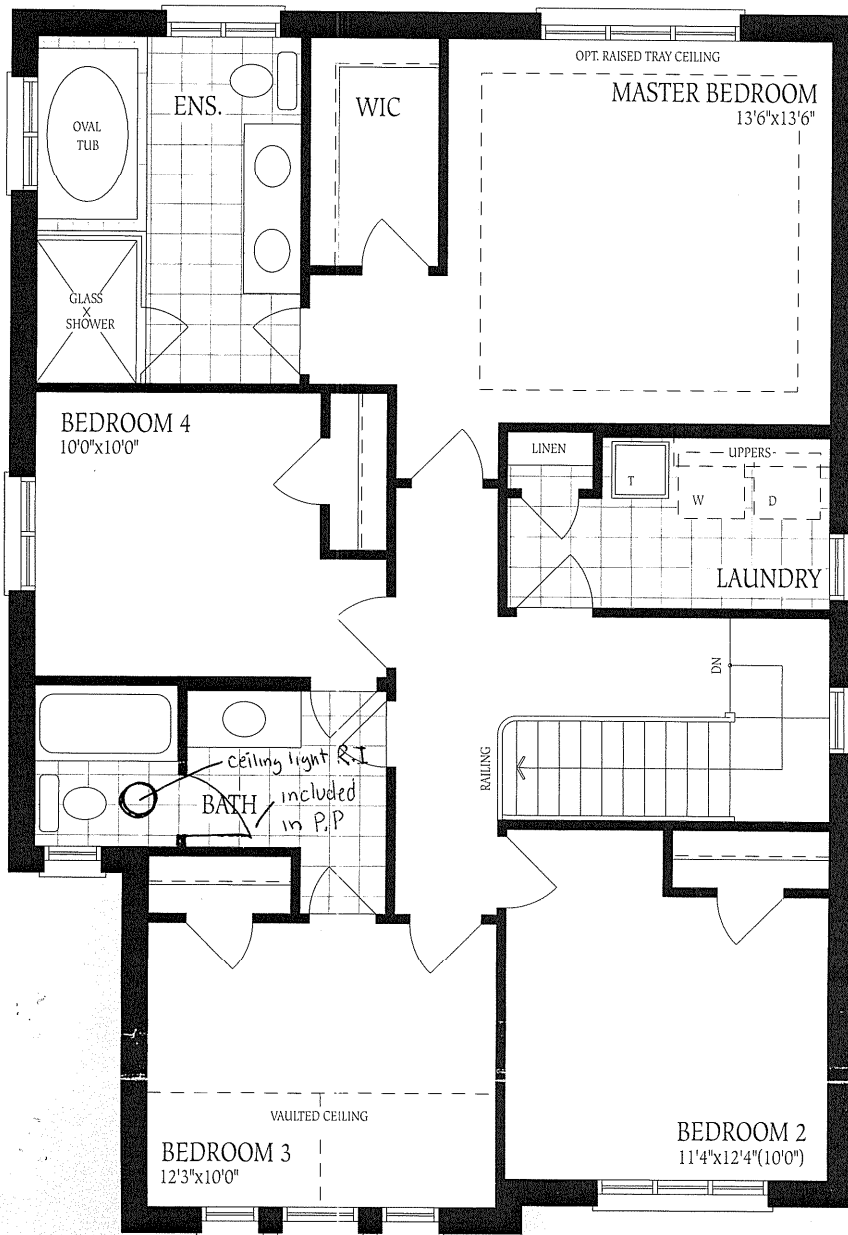 OPT. RAISED TRAY CEILING
MASTER BEDROOM
13'6"x13'6"
ENS.
WIC
OVAL
TUB
GLASS
X
SHOWER
BEDROOM 4
10'0"x10'0"
LINEN
UPPERS
T
W
D
LAUNDRY
DN
RAILING
ceiling light R.I
BATH
included
in P.P
VAULTED CEILING
BEDROOM 3
12'3"x10'0"
BEDROOM 2
11'4"x12'4"(10'0")